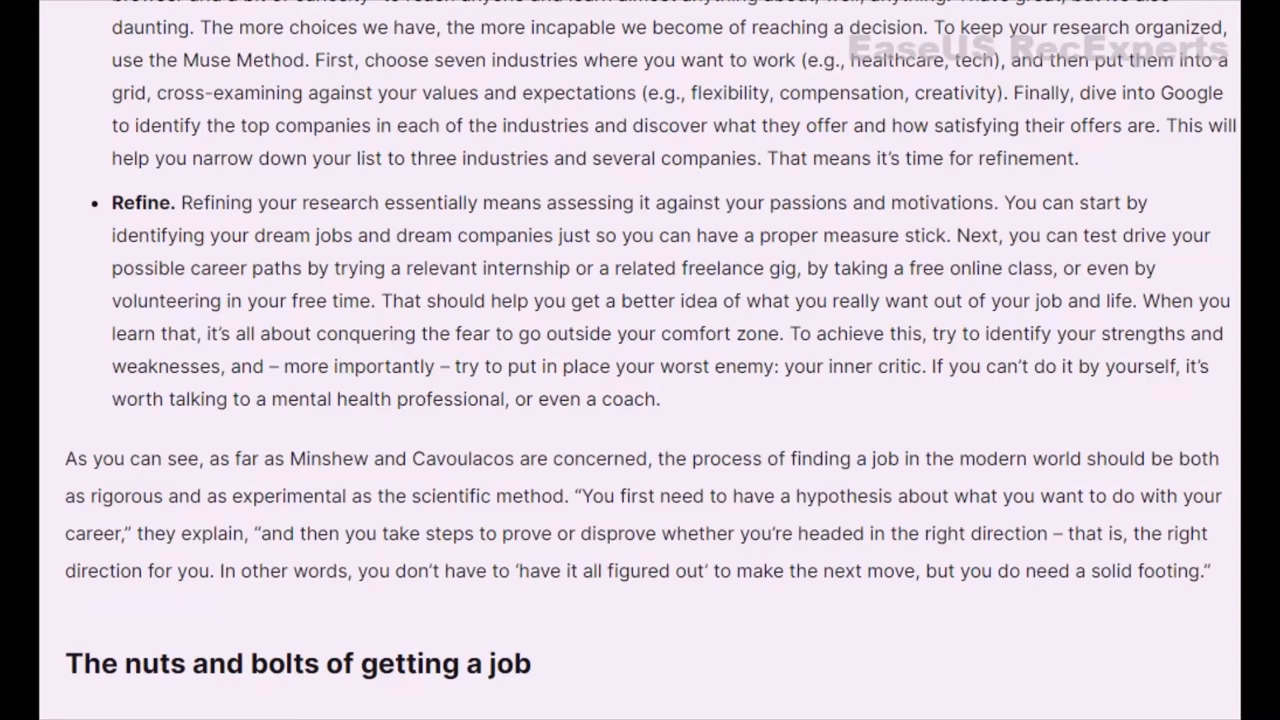 daunting. The more choices we have, the more incapable we become of reaching a decision. To keep your research organized,
EaseUS RecExperts
use the Muse Method. First, choose seven industries where you want to work (e.g., healthcare, tech), and then put them into a
grid, cross-examining against your values and expectations (e.g., flexibility, compensation, creativity). Finally, dive into Google
to identify the top companies in each of the industries and discover what they offer and how satisfying their offers are. This will
help you narrow down your list to three industries and several companies. That means it’s time for refinement.
• Refine. Refining your research essentially means assessing it against your passions and motivations. You can start by
identifying your dream jobs and dream companies just so you can have a proper measure stick. Next, you can test drive your
possible career paths by trying a relevant internship or a related freelance gig, by taking a free online class, or even by
volunteering in your free time. That should help you get a better idea of what you really want out of your job and life. When you
learn that, it’s all about conquering the fear to go outside your comfort zone. To achieve this, try to identify your strengths and
weaknesses, and – more importantly – try to put in place your worst enemy: your inner critic. If you can’t do it by yourself, it’s
worth talking to a mental health professional, or even a coach.
As you can see, as far as Minshew and Cavoulacos are concerned, the process of finding a job in the modern world should be both
as rigorous and as experimental as the scientific method. “You first need to have a hypothesis about what you want to do with your
career,” they explain, “and then you take steps to prove or disprove whether you’re headed in the right direction – that is, the right
direction for you. In other words, you don’t have to ‘have it all figured out’ to make the next move, but you do need a solid footing.”
The nuts and bolts of getting a job